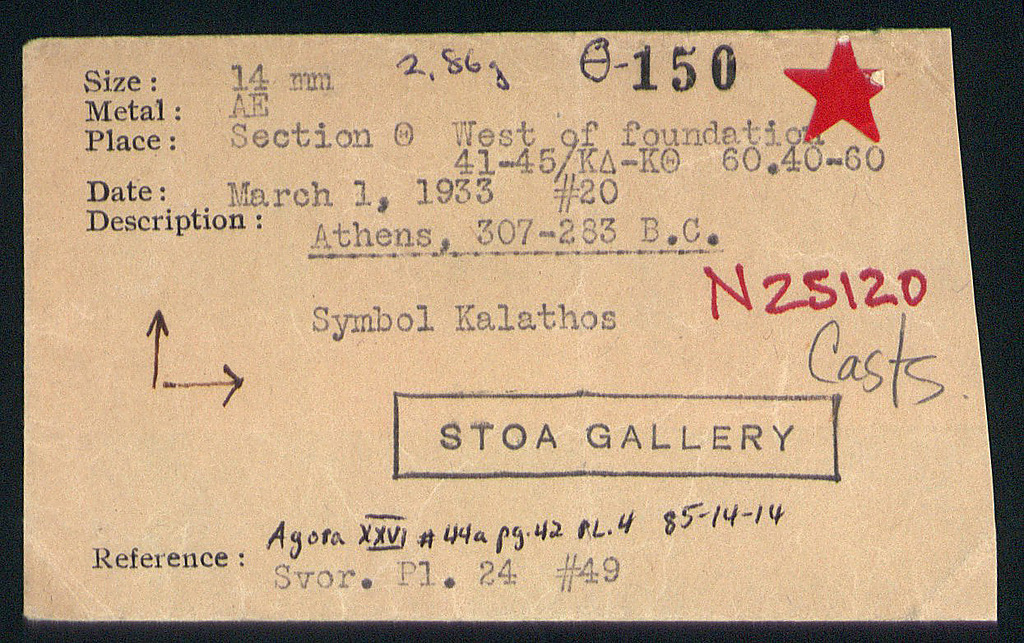 Size: 14 mm 2.86g Θ-150
Metal: AE
Place: Section Θ West of foundation
41-45/ΚΔ-ΚΘ 60.40-60
Date: March 1, 1933 #20
Description: Athens, 307-283 B.C.
N25120
Symbol Kalathos
Casts
STOA GALLERY
Agora XXVI #44a pg.42 PL.4 85-14-14
Reference: Svor. Pl. 24 #49